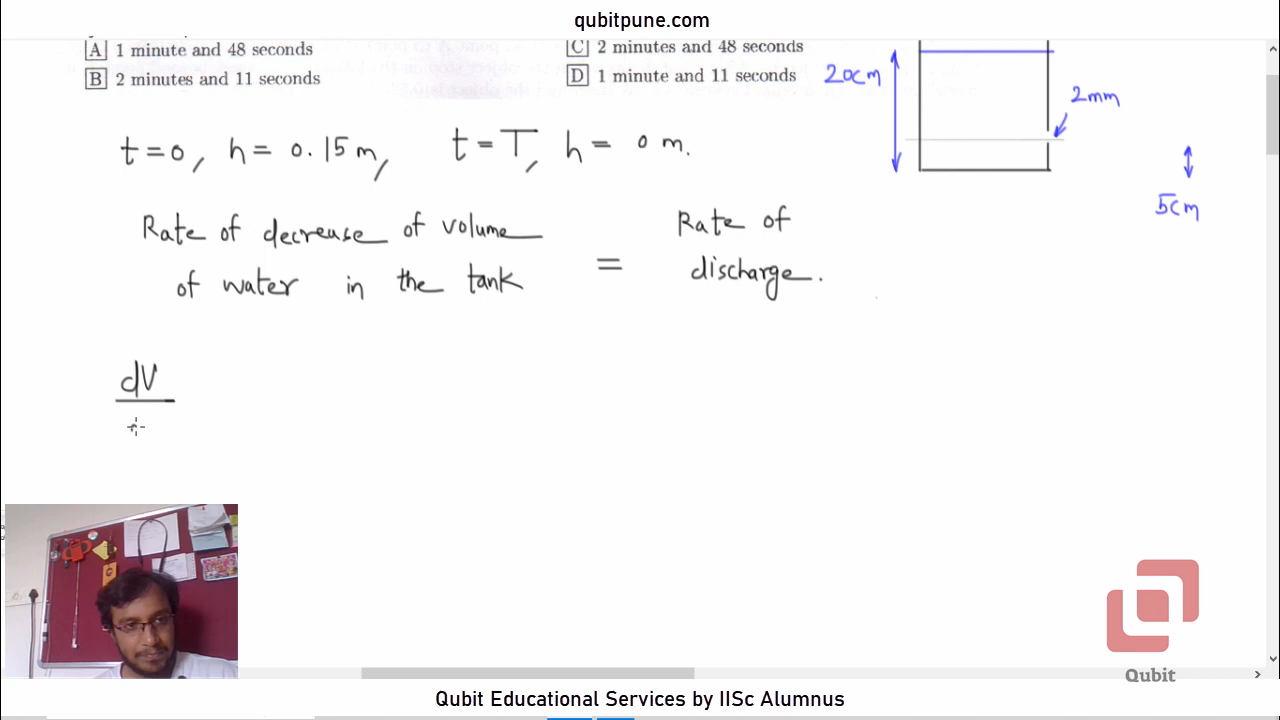 qubitpune.com
A 1 minute and 48 seconds
C 2 minutes and 48 seconds
B 2 minutes and 11 seconds
D 1 minute and 11 seconds
20cm
2mm
5cm
t=0, h= 0.15 m, t=T, h= 0 m.
Rate of decrease of volume
of water in the tank
=
Rate of
discharge.
dV
Qubit
Qubit Educational Services by IISc Alumnus